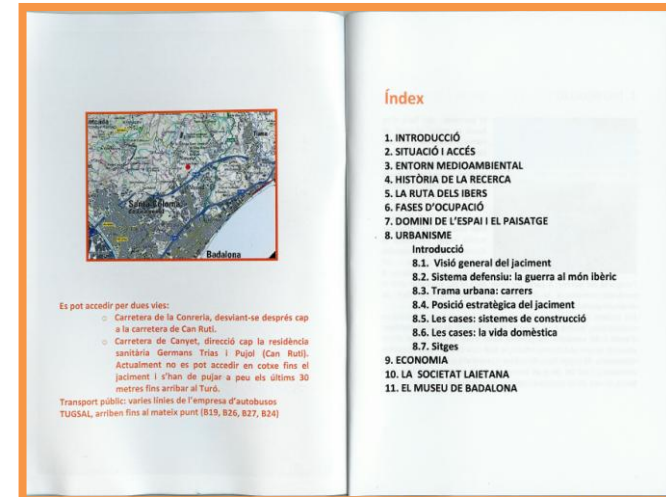 Santa Coloma
Badalona
Es pot accedir per dues vies:
○ Carretera de la Conreria, desviant-se després cap
a la carretera de Can Ruti.
○ Carretera de Canyet, direcció cap la residència
sanitària Germans Trias i Pujol (Can Ruti).
Actualment no es pot accedir en cotxe fins el
jaciment i s'han de pujar a peu els últims 30
metres fins arribar al Turó.
Transport públic: varies línies de l'empresa d'autobusos
TUGSAL, arriben fins al mateix punt (B19, B26, B27, B24)
Índex
1. INTRODUCCIÓ
2. SITUACIÓ I ACCÉS
3. ENTORN MEDIOAMBIENTAL
4. HISTÒRIA DE LA RECERCA
5. LA RUTA DELS IBERS
6. FASES D'OCUPACIÓ
7. DOMINI DE L'ESPAI I EL PAISATGE
8. URBANISME
Introducció
8.1. Visió general del jaciment
8.2. Sistema defensiu: la guerra al món ibèric
8.3. Trama urbana: carrers
8.4. Posició estratègica del jaciment
8.5. Les cases: sistemes de construcció
8.6. Les cases: la vida domèstica
8.7. Sitges
9. ECONOMIA
10. LA SOCIETAT LAIETANA
11. EL MUSEU DE BADALONA